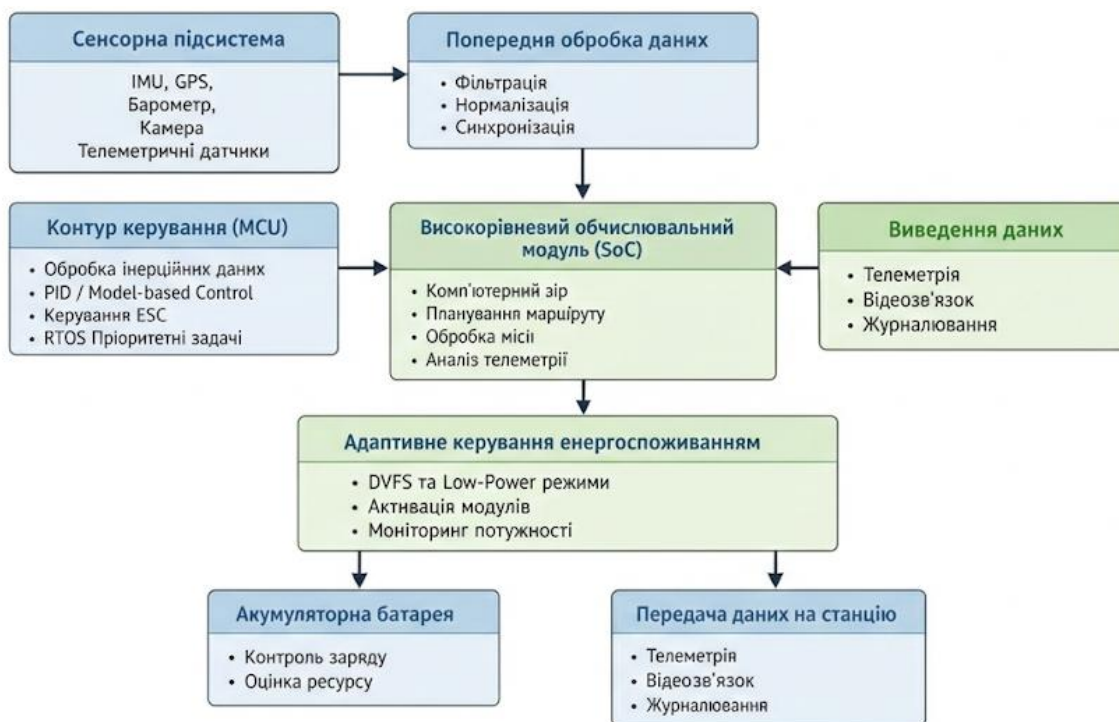 Сенсорна підсистема
IMU, GPS,
Барометр,
Камера
Телеметричні датчики
Попередня обробка даних
• Фільтрація
• Нормалізація
• Синхронізація
Контур керування (MCU)
• Обробка інерційних даних
• PID / Model-based Control
• Керування ESC
• RTOS Пріоритетні задачі
Високорівневий обчислювальний
модуль (SoC)
• Комп'ютерний зір
• Планування маршруту
• Обробка місії
• Аналіз телеметрії
Виведення даних
• Телеметрія
• Відеозв'язок
• Журналювання
Адаптивне керування енергоспоживанням
• DVFS та Low-Power режими
• Активація модулів
• Моніторинг потужності
Акумуляторна батарея
• Контроль заряду
• Оцінка ресурсу
Передача даних на станцію
• Телеметрія
• Відеозв'язок
• Журналювання